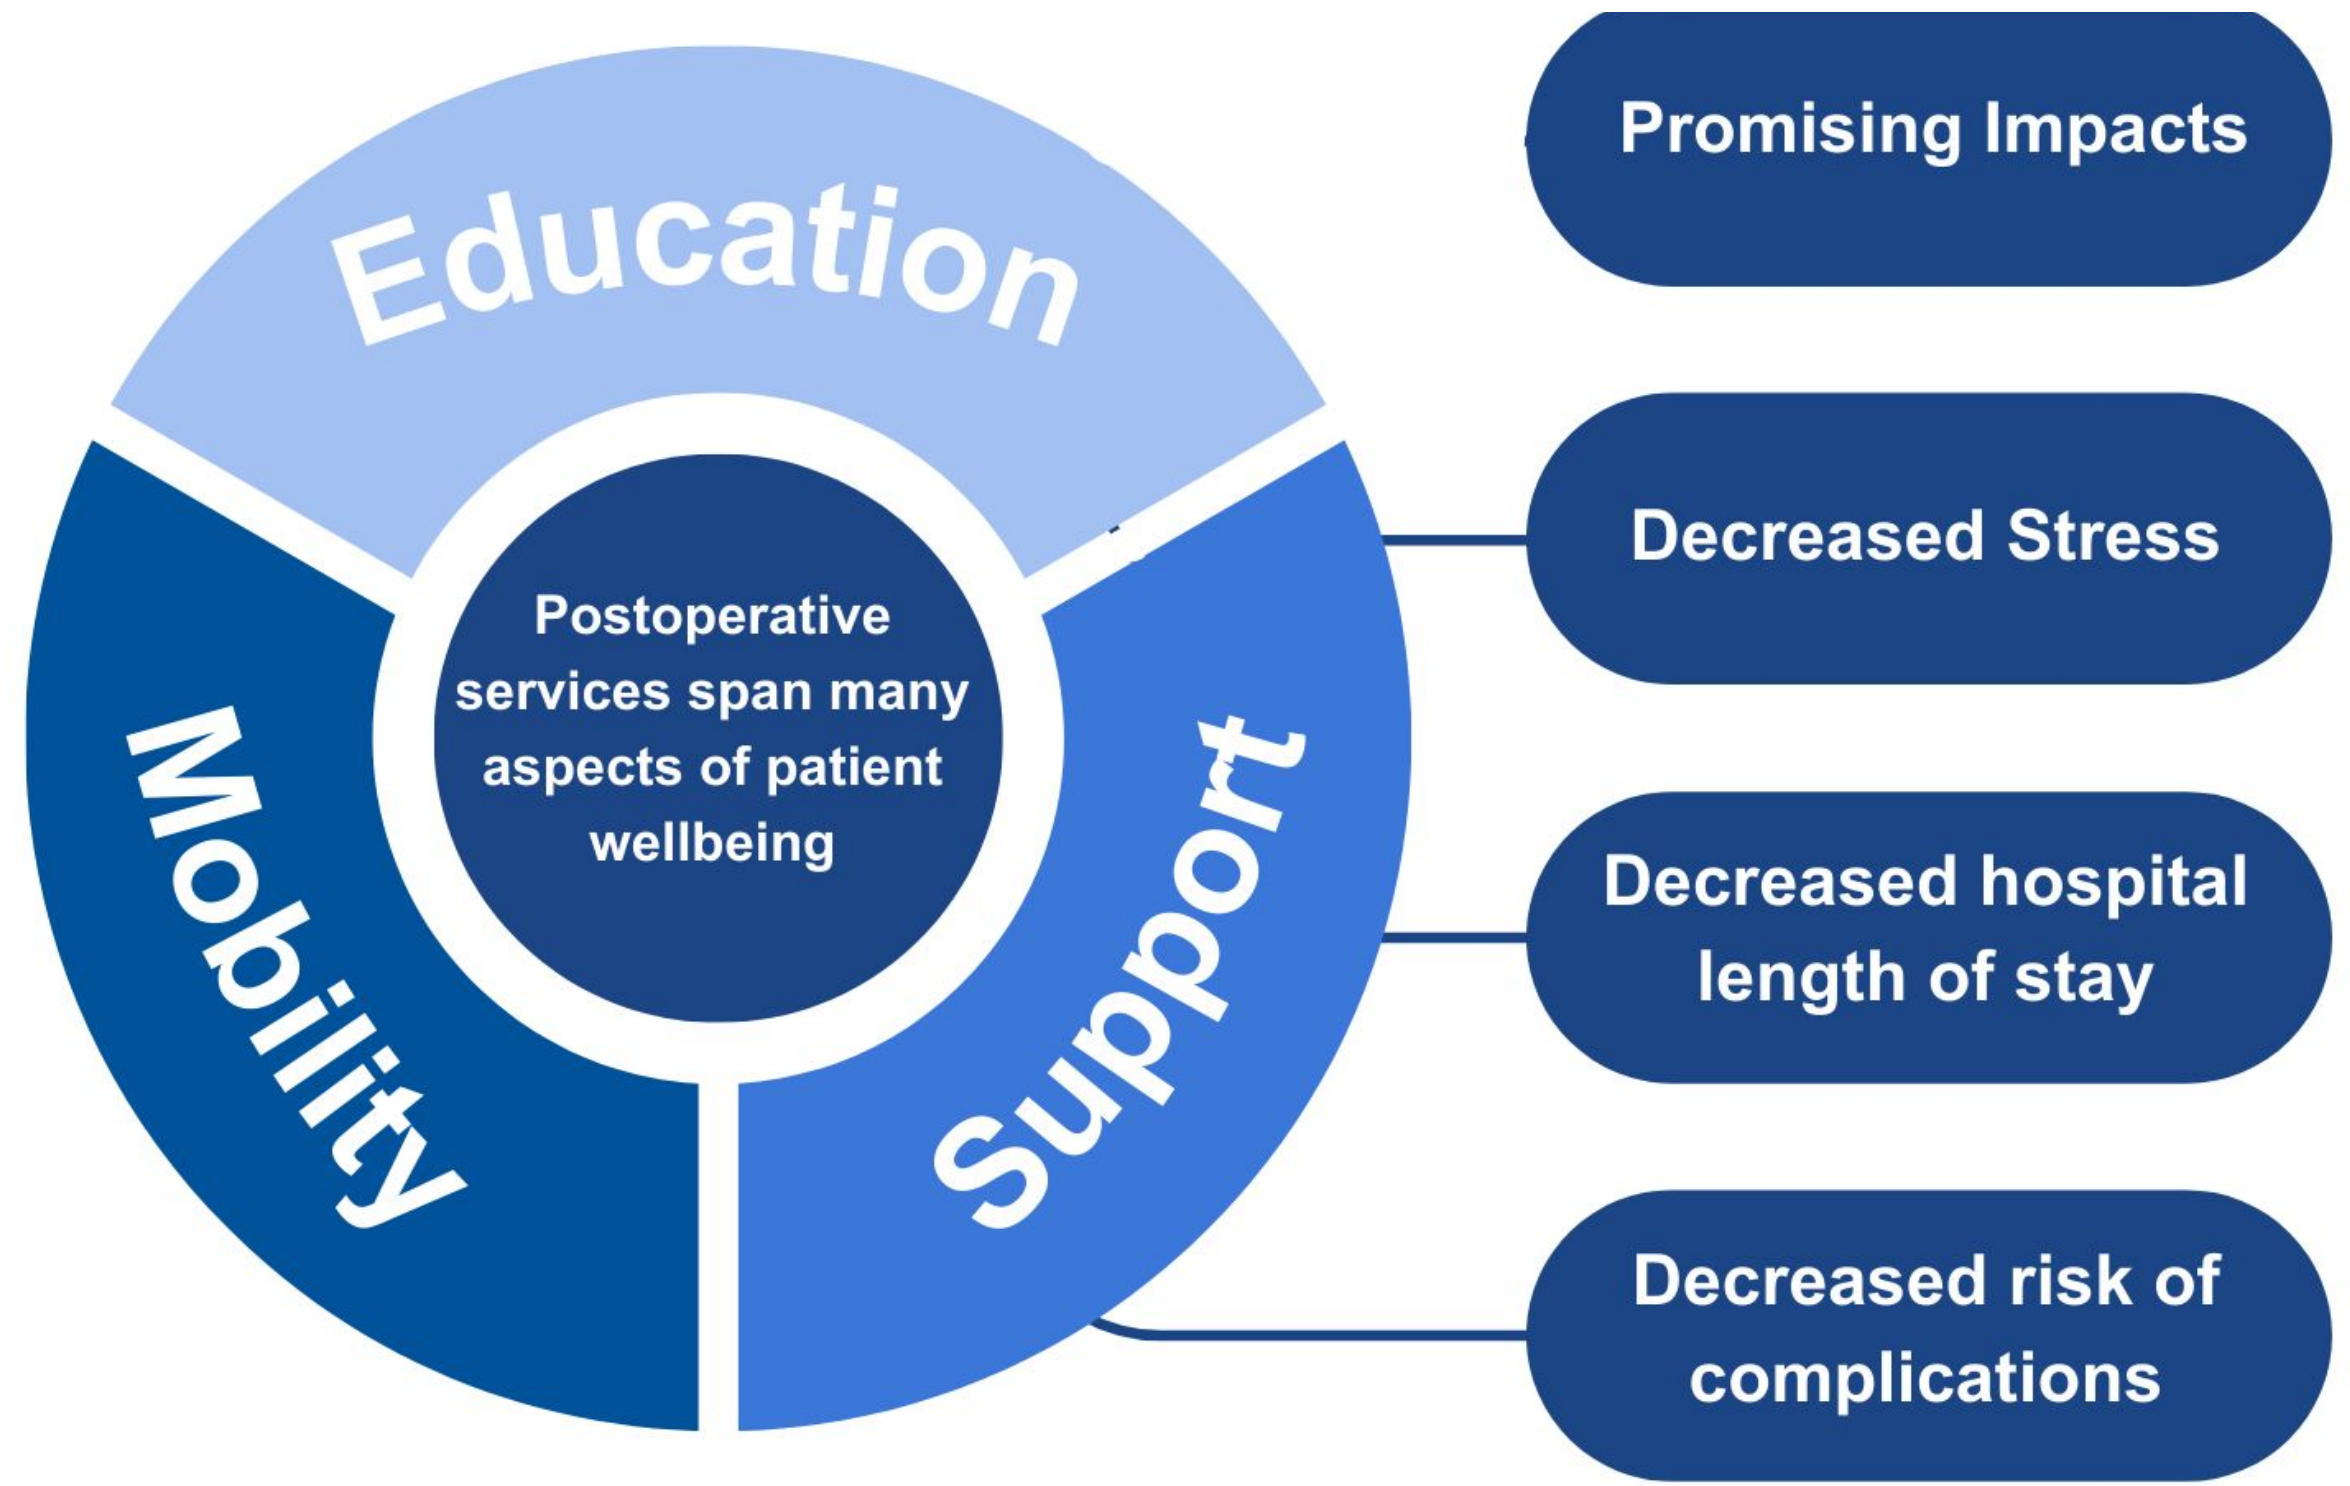 Education
Mobility
Support
Postoperative
services span many
aspects of patient
wellbeing
Promising Impacts
Decreased Stress
Decreased hospital
length of stay
Decreased risk of
complications